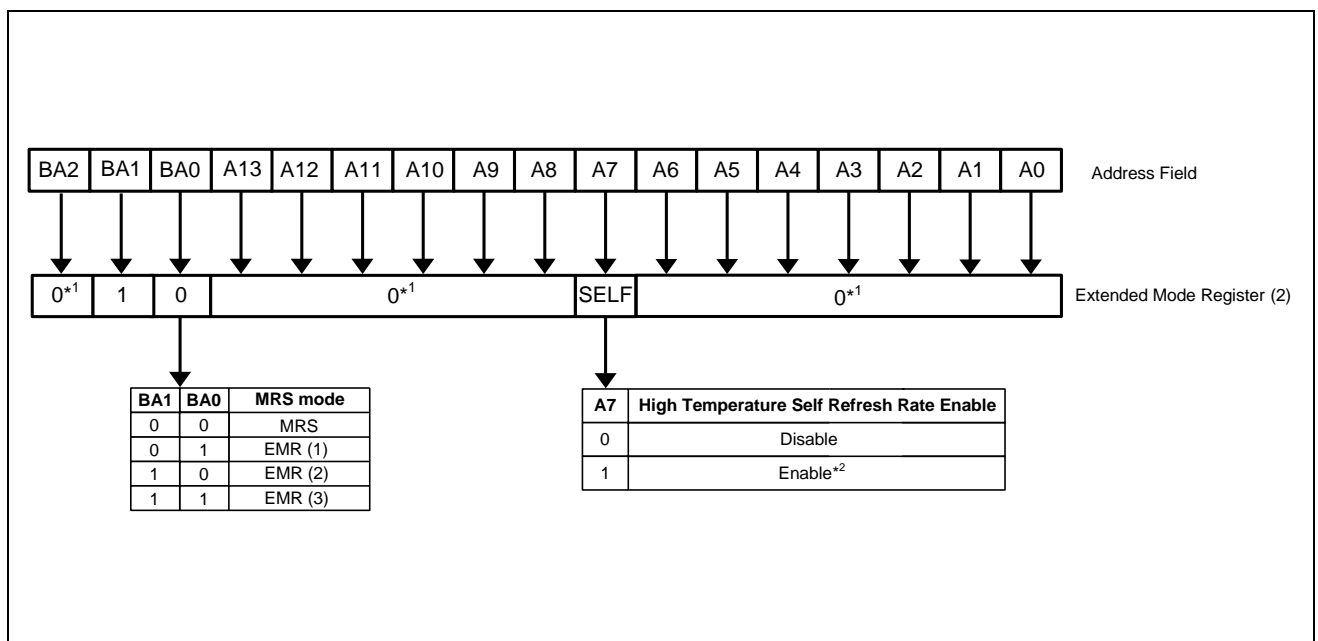 BA2 BA1 BA0 A13 A12 A11 A10 A9 A8 A7 A6 A5 A4 A3 A2 A1 A0 Address Field
0*1 1 0 0*1 SELF 0*1 Extended Mode Register (2)
BA1 BA0 MRS mode
0 0 MRS
0 1 EMR (1)
1 0 EMR (2)
1 1 EMR (3)
A7 High Temperature Self Refresh Rate Enable
0 Disable
1 Enable*2